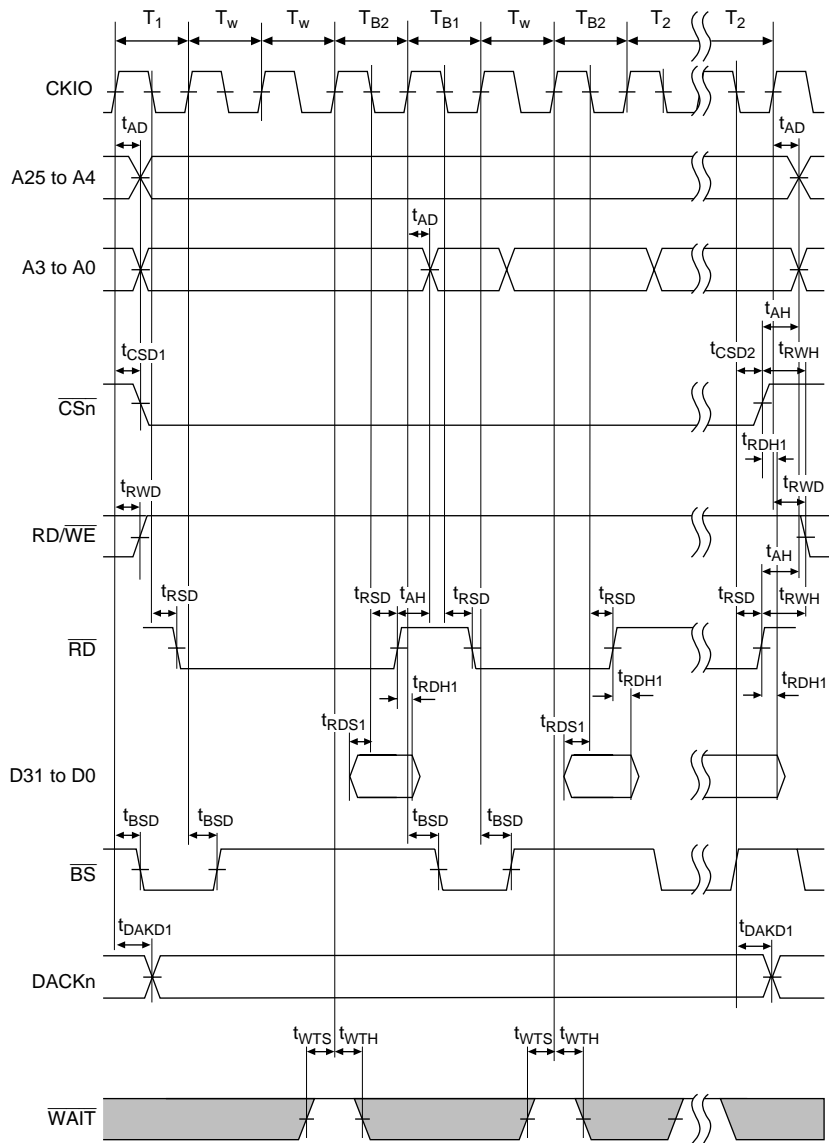 T1 Tw Tw TB2 TB1 Tw TB2 T2 T2
CKIO
tAD tAD
A25 to A4
tAD
A3 to A0
tAH
tCSD1 tCSD2 tRWH
CSn
tRDH1
tRWD tRWD
RD/WE
tAH
tRSD tRSD tAH tRSD tRSD tRSD tRWH
RD
tRDH1 tRDH1 tRDH1
tRDS1 tRDS1
D31 to D0
tBSD tBSD tBSD tBSD
BS
tDAKD1 tDAKD1
DACKn
tWTS tWTH tWTS tWTH
WAIT